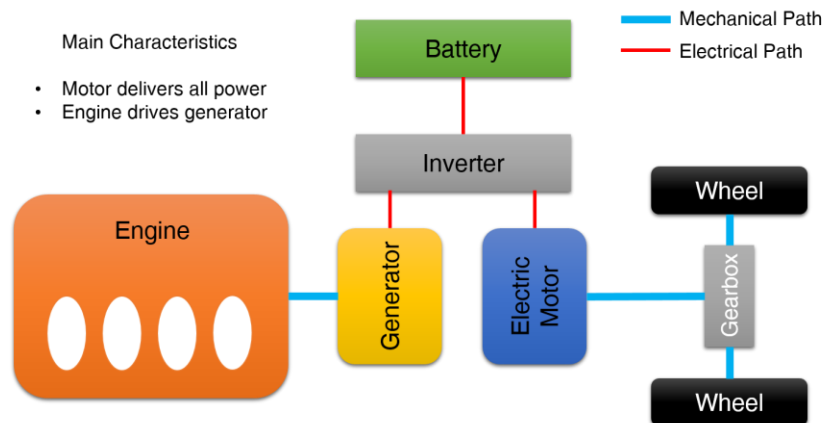 Main Characteristics
• Motor delivers all power
• Engine drives generator
Battery
Mechanical Path
Electrical Path
Inverter
Engine
Generator
Electric
Motor
Wheel
Gearbox
Wheel